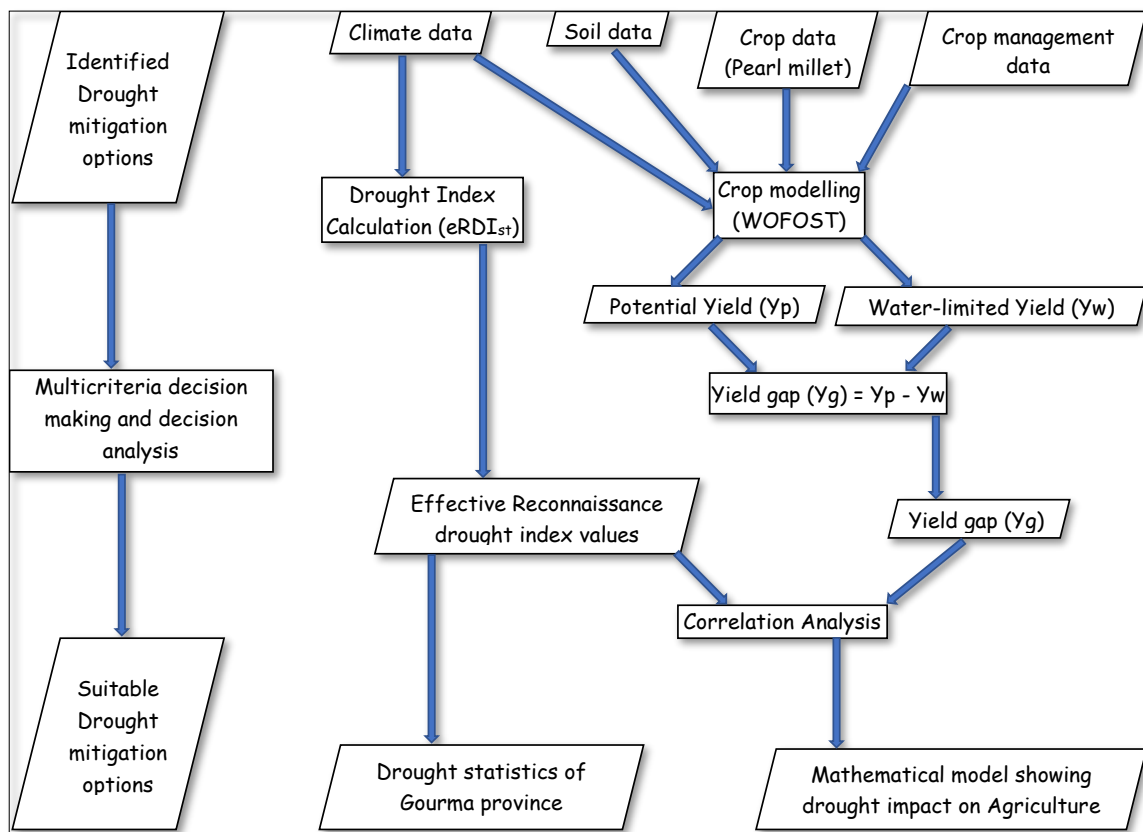 Identified
Drought
mitigation
options
Climate data
Soil data
Crop data
(Pearl millet)
Crop management
data
Drought Index
Calculation (eRDIst)
Crop modelling
(WOFOST)
Potential Yield (Yp)
Water-limited Yield (Yw)
Multicriteria decision
making and decision
analysis
Yield gap (Yg) = Yp - Yw
Effective Reconnaissance
drought index values
Yield gap (Yg)
Correlation Analysis
Suitable
Drought
mitigation
options
Drought statistics of
Gourma province
Mathematical model showing
drought impact on Agriculture